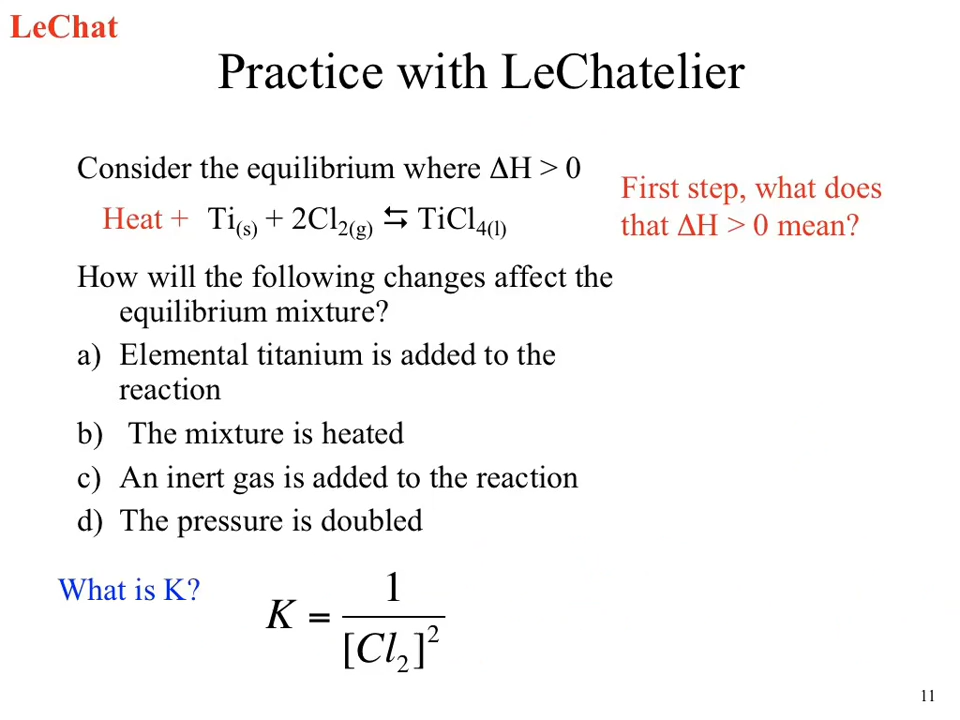 LeChat
Practice with LeChatelier
Consider the equilibrium where ΔH > 0
First step, what does
that ΔH > 0 mean?
Heat + Ti(s) + 2Cl2(g) ⇆ TiCl4(l)
How will the following changes affect the
equilibrium mixture?
a) Elemental titanium is added to the
reaction
b) The mixture is heated
c) An inert gas is added to the reaction
d) The pressure is doubled
What is K?
K = 1 / [Cl2]^2
11